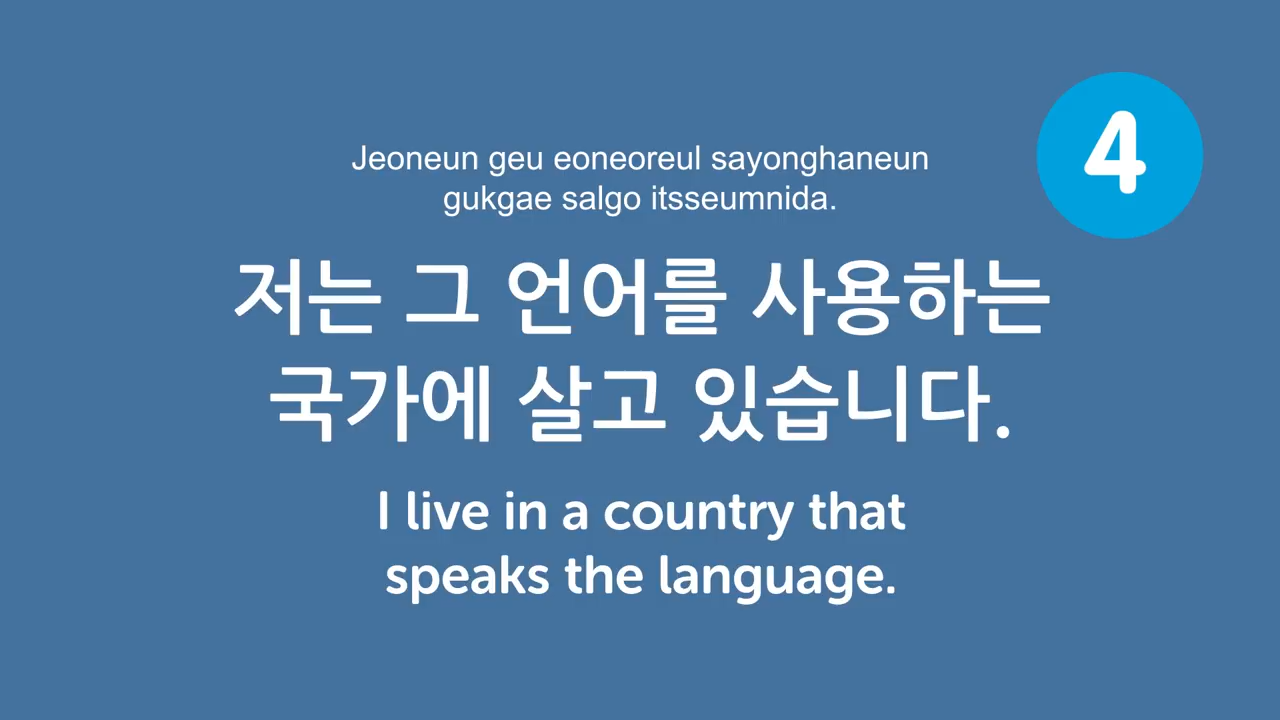 4
Jeoneun geu eoneoreul sayonghaneun
gukgae salgo itsseumnida.
저는 그 언어를 사용하는
국가에 살고 있습니다.
I live in a country that
speaks the language.